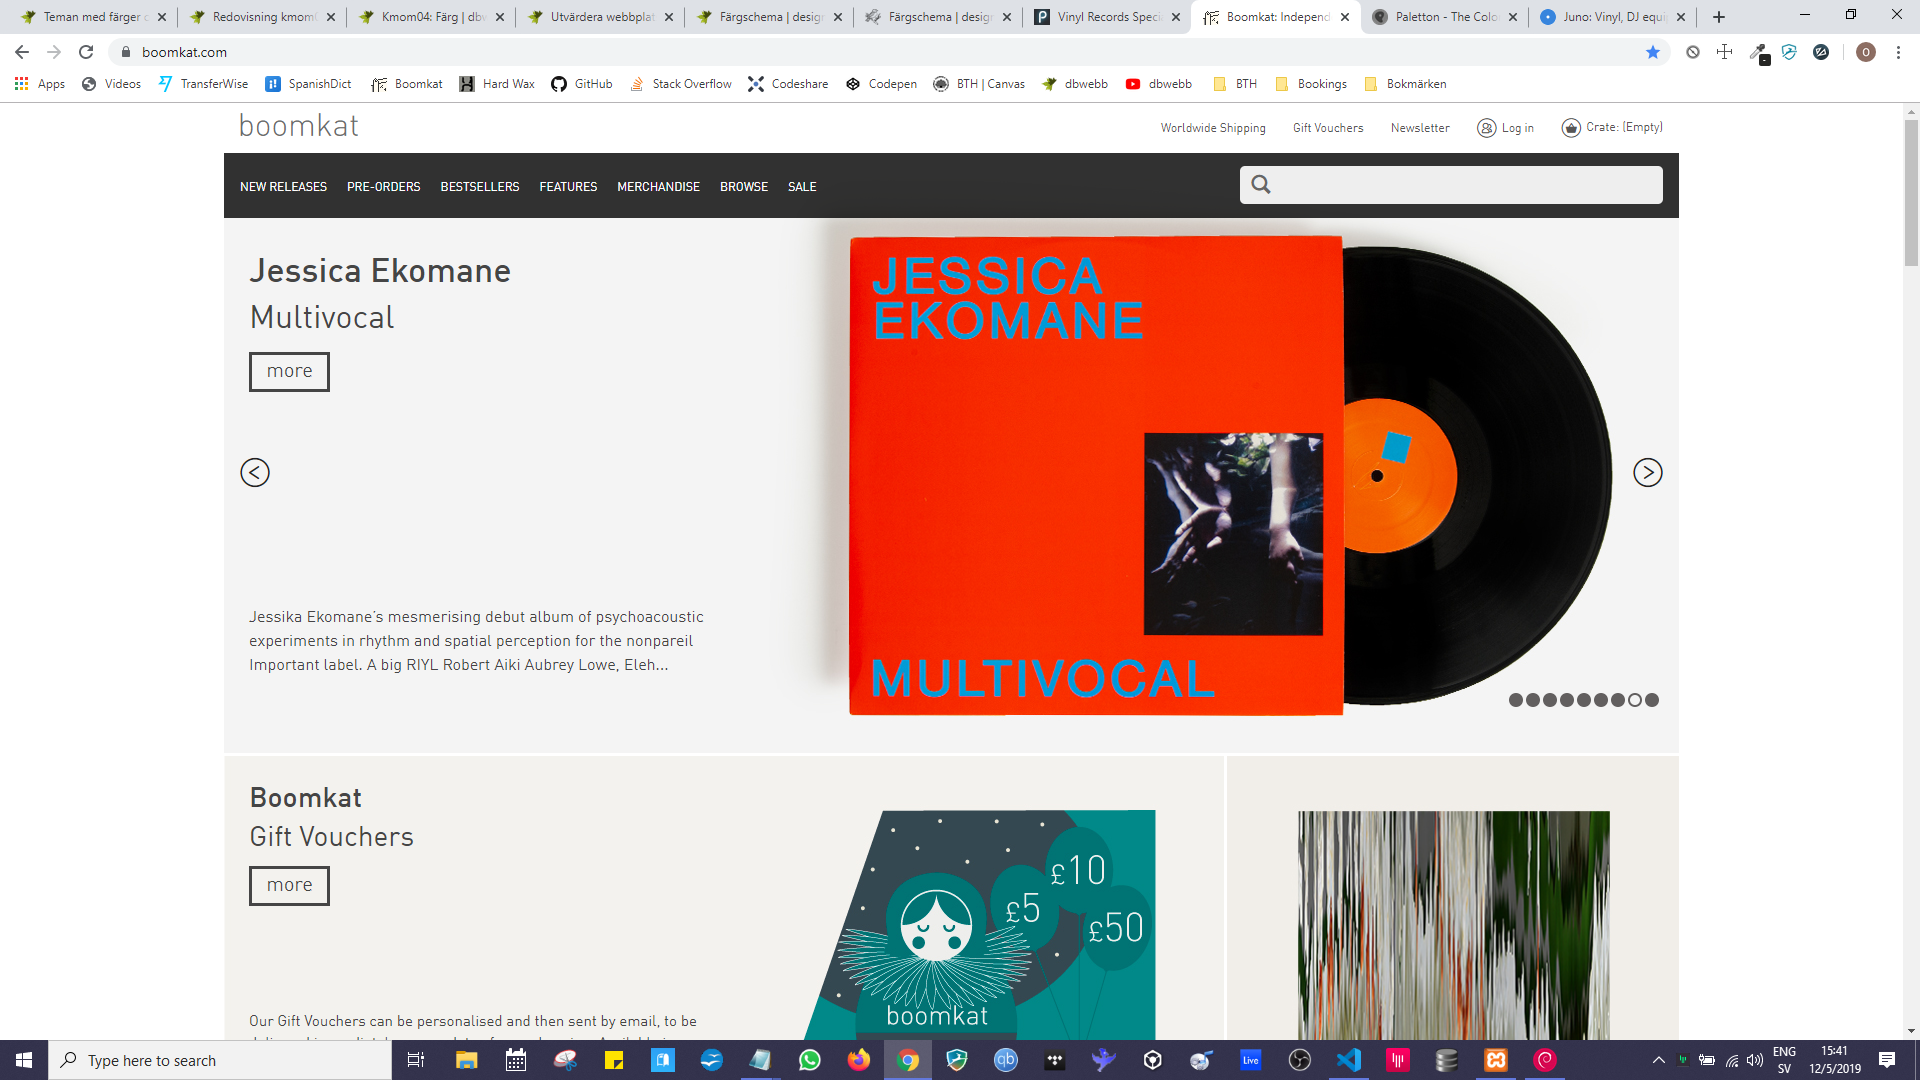 Teman med färger
Redovisning kmom
Kmom04: Färg | dbw
Utvärdera webbplat
Färgschema | design
Färgschema | design
Vinyl Records Speci
Boomkat: Independ
Paletton - The Colo
Juno: Vinyl, DJ equi
boomkat.com
Apps
Videos
TransferWise
SpanishDict
Boomkat
Hard Wax
GitHub
Stack Overflow
Codeshare
Codepen
BTH | Canvas
dbwebb
dbwebb
BTH
Bookings
Bokmärken
boomkat
Worldwide Shipping
Gift Vouchers
Newsletter
Log in
Crate: (Empty)
NEW RELEASES
PRE-ORDERS
BESTSELLERS
FEATURES
MERCHANDISE
BROWSE
SALE
Jessica Ekomane
Multivocal
more
JESSICA
EKOMANE
MULTIVOCAL
Jessika Ekomane's mesmerising debut album of psychoacoustic
experiments in rhythm and spatial perception for the nonpareil
Important label. A big RIYL Robert Aiki Aubrey Lowe, Eleh...
Boomkat
Gift Vouchers
more
£10
£5
£50
boomkat
Our Gift Vouchers can be personalised and then sent by email, to be
Type here to search
Live
ENG
SV
15:41
12/5/2019